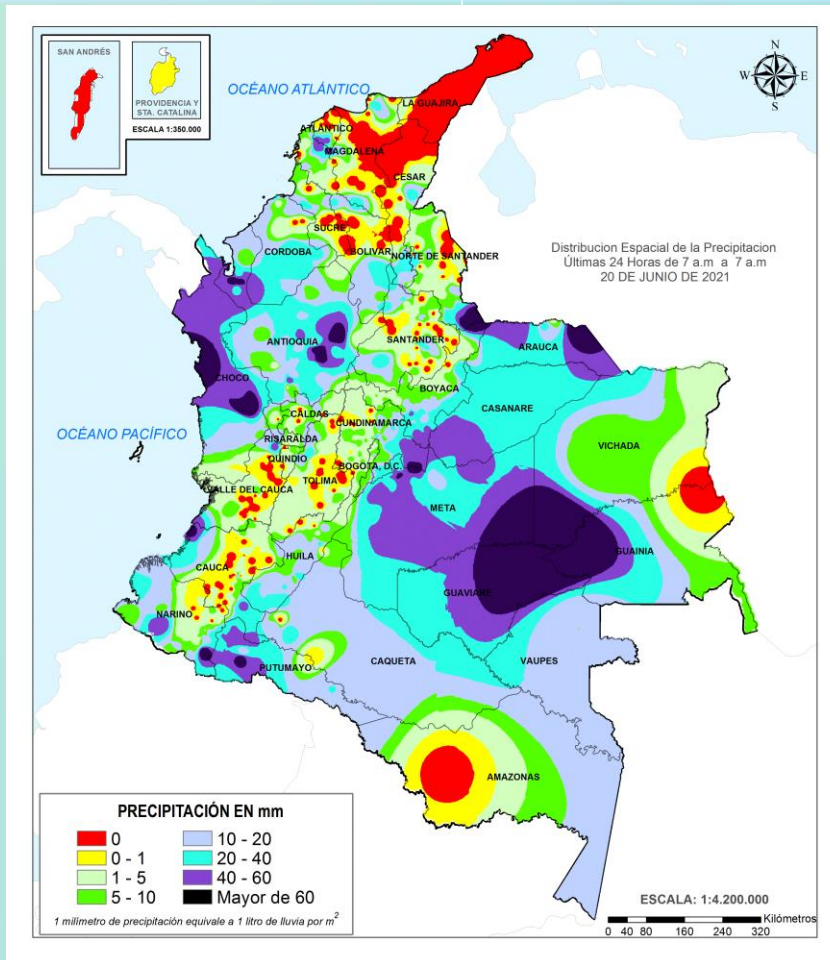 SAN ANDRÉS
PROVIDENCIA Y
STA. CATALINA
ESCALA 1:350.000
OCÉANO ATLÁNTICO
N
W
E
S
LA GUAJIRA
ATLÁNTICO
MAGDALENA
CESAR
SUCRE
CORDOBA
BOLIVAR
NORTE DE SANTANDER
Distribucion Espacial de la Precipitacion
Últimas 24 Horas de 7 a.m a 7 a.m
20 DE JUNIO DE 2021
ANTIOQUIA
SANTANDER
ARAUCA
CHOCO
BOYACA
CASANARE
CALDAS
CUNDINAMARCA
OCÉANO PACÍFICO
RISARALDA
VICHADA
QUINDIO
BOGOTA, D.C.
TOLIMA
VALLE DEL CAUCA
META
HUILA
GUAINIA
CAUCA
GUAVIARE
NARINO
PUTUMAYO
CAQUETA
VAUPES
AMAZONAS
PRECIPITACIÓN EN mm
0
0 - 1
1 - 5
5 - 10
10 - 20
20 - 40
40 - 60
Mayor de 60
1 milimetro de precipitación equivale a 1 litro de lluvia por m²
ESCALA: 1:4.200.000
Kilómetros
0 40 80 160 240 320